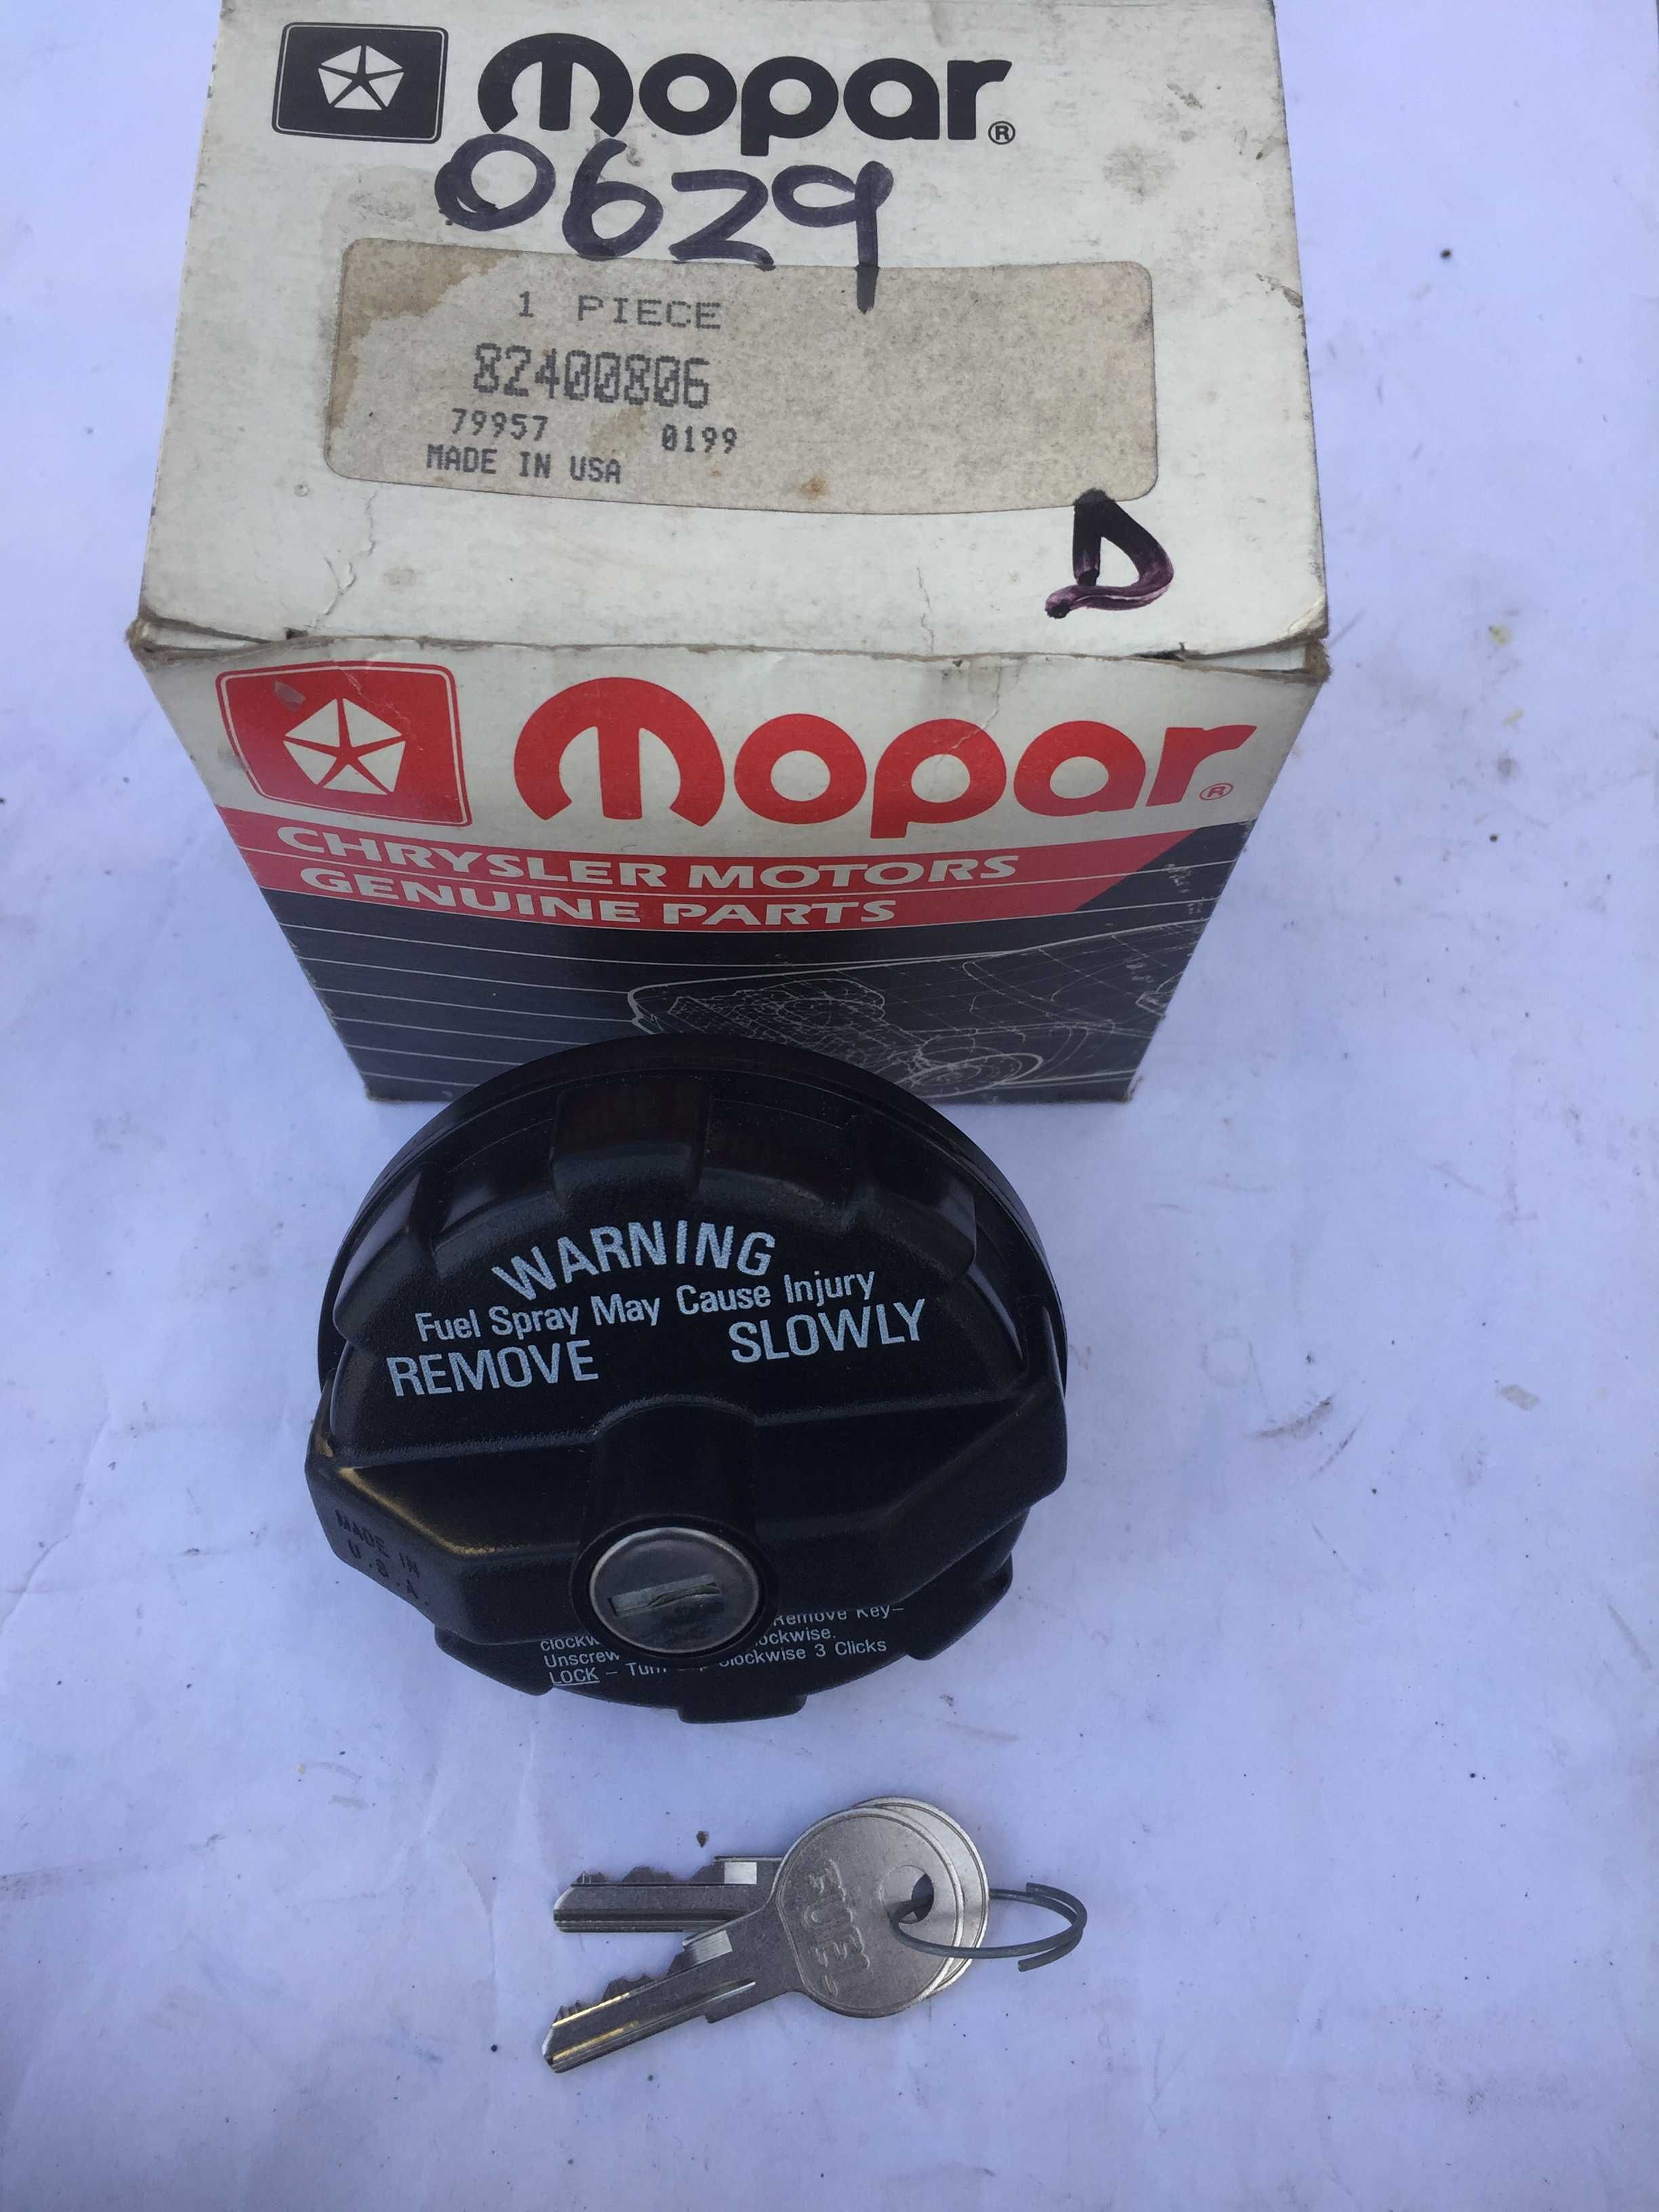 Mopar®
0629
1 PIECE
82400806
79957 0199
MADE IN USA
D
Mopar®
CHRYSLER MOTORS
GENUINE PARTS
WARNING
Fuel Spray May Cause Injury
REMOVE SLOWLY
MADE IN
U.S.A.
Remove Key-
Unscrew
LOCK - Turn Clockwise 3 Clicks
FUEL